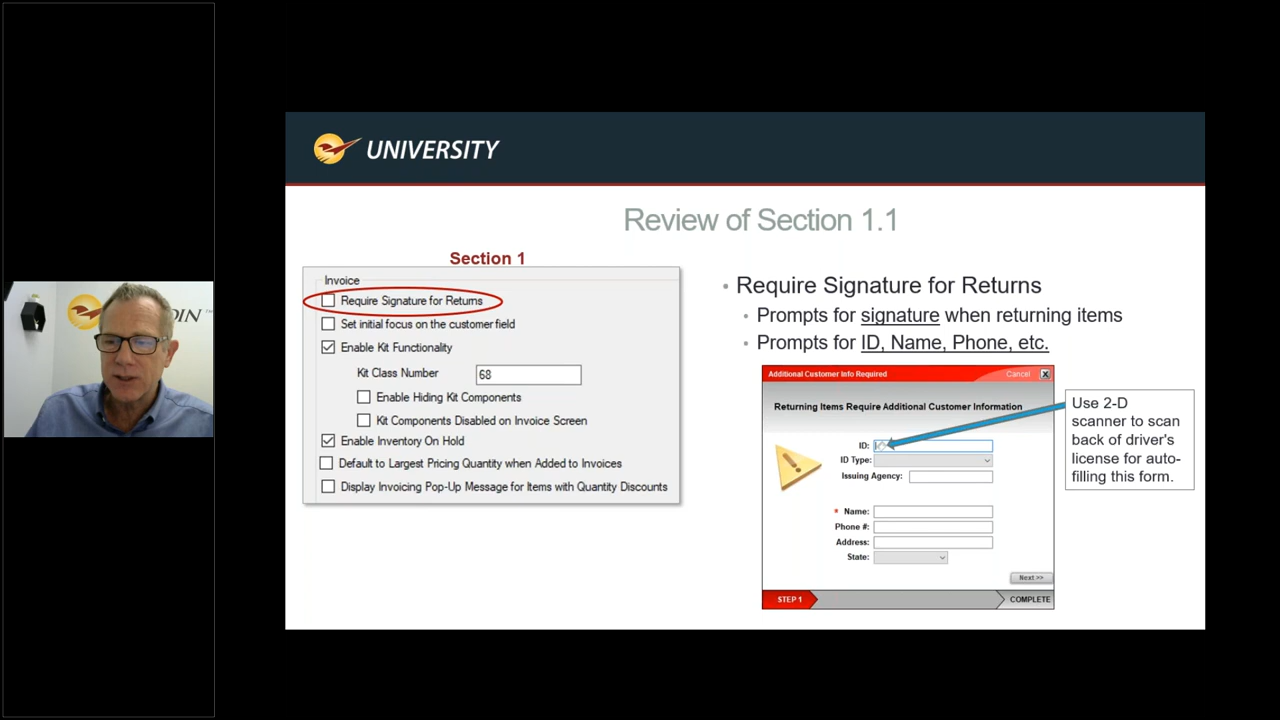 UNIVERSITY
Review of Section 1.1
Section 1
Invoice
Require Signature for Returns
Set initial focus on the customer field
Enable Kit Functionality
Kit Class Number 68
Enable Hiding Kit Components
Kit Components Disabled on Invoice Screen
Enable Inventory On Hold
Default to Largest Pricing Quantity when Added to Invoices
Display Invoicing Pop-Up Message for Items with Quantity Discounts
• Require Signature for Returns
• Prompts for signature when returning items
• Prompts for ID, Name, Phone, etc.
Additional Customer Info Required Cancel X
Returning Items Require Additional Customer Information
ID:
ID Type:
Issuing Agency:
* Name:
Phone #:
Address:
State:
Next >>
STEP 1 COMPLETE
Use 2-D
scanner to scan
back of driver's
license for auto-
filling this form.